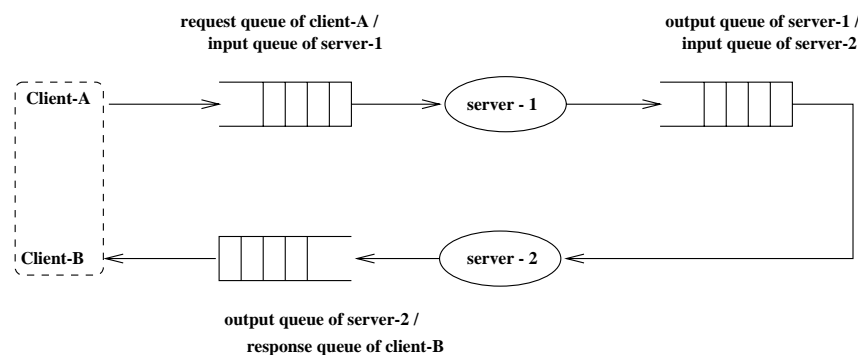 request queue of client-A /
input queue of server-1
output queue of server-1 /
input queue of server-2
Client-A
server - 1
Client-B
server - 2
output queue of server-2 /
response queue of client-B